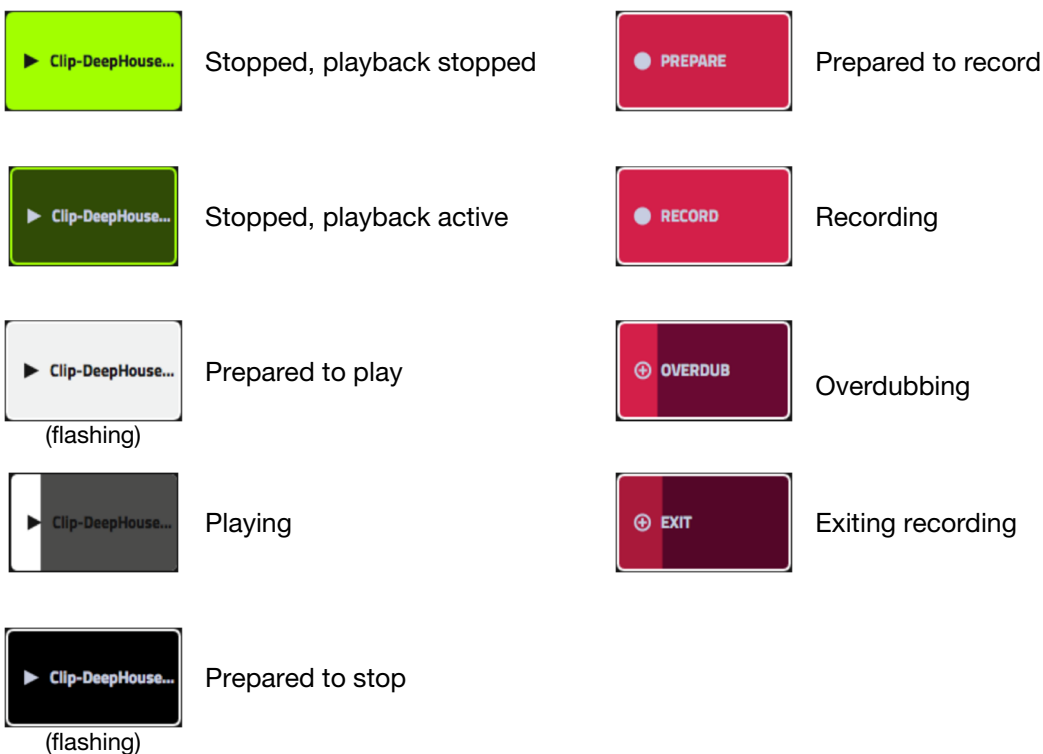 Clip-DeepHouse...
Stopped, playback stopped
Clip-DeepHouse...
Stopped, playback active
Clip-DeepHouse...
(flashing)
Prepared to play
Clip-DeepHouse...
Playing
Clip-DeepHouse...
(flashing)
Prepared to stop
PREPARE
Prepared to record
RECORD
Recording
OVERDUB
Overdubbing
EXIT
Exiting recording